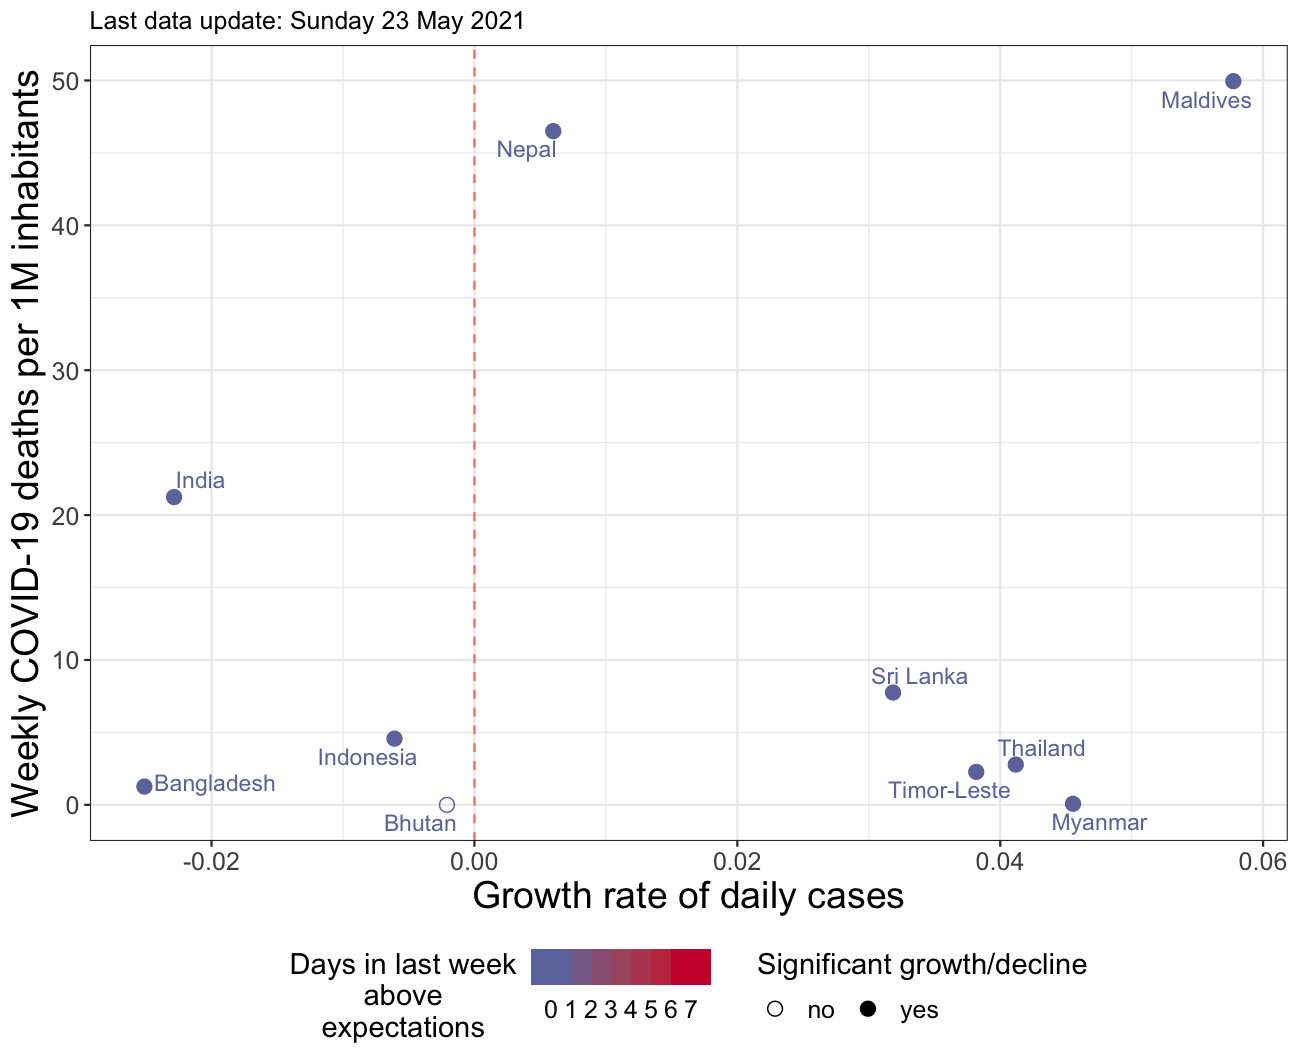 Last data update: Sunday 23 May 2021
Weekly COVID-19 deaths per 1M inhabitants
50
40
30
20
10
0
Maldives
Nepal
India
Sri Lanka
Indonesia
Thailand
Bangladesh
Timor-Leste
Bhutan
Myanmar
-0.02 0.00 0.02 0.04 0.06
Growth rate of daily cases
Days in last week
above
expectations
0 1 2 3 4 5 6 7
Significant growth/decline
no yes